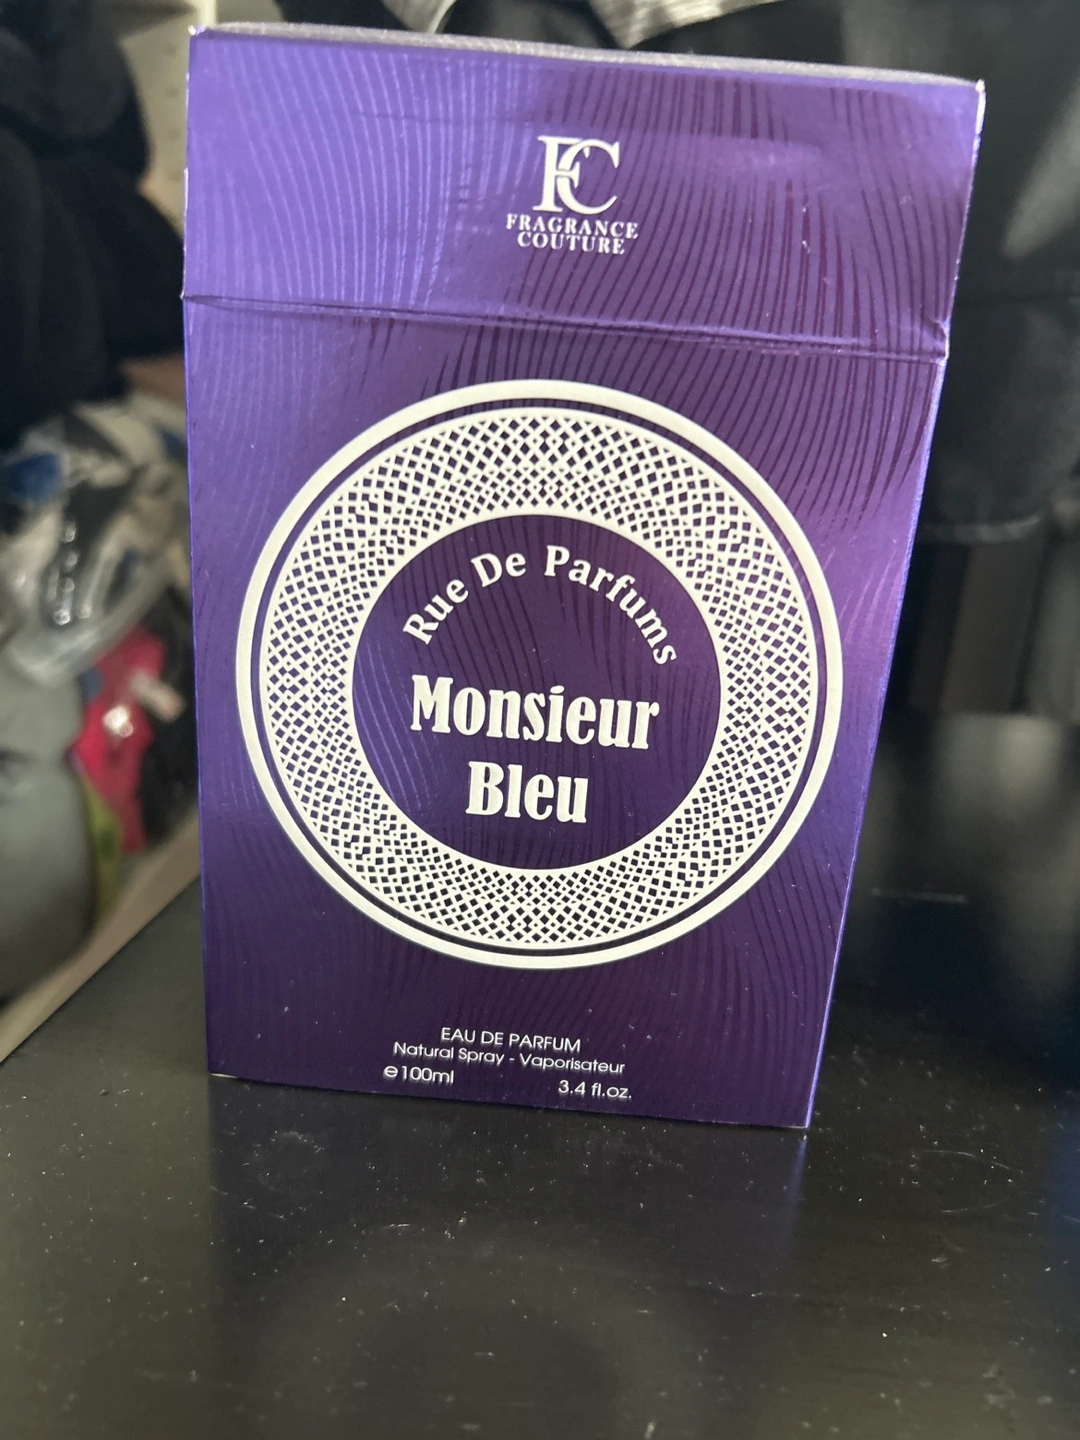 FC
FRAGRANCE
COUTURE
Rue De Parfums
Monsieur
Bleu
EAU DE PARFUM
Natural Spray - Vaporisateur
℮100ml 3.4 fl.oz.